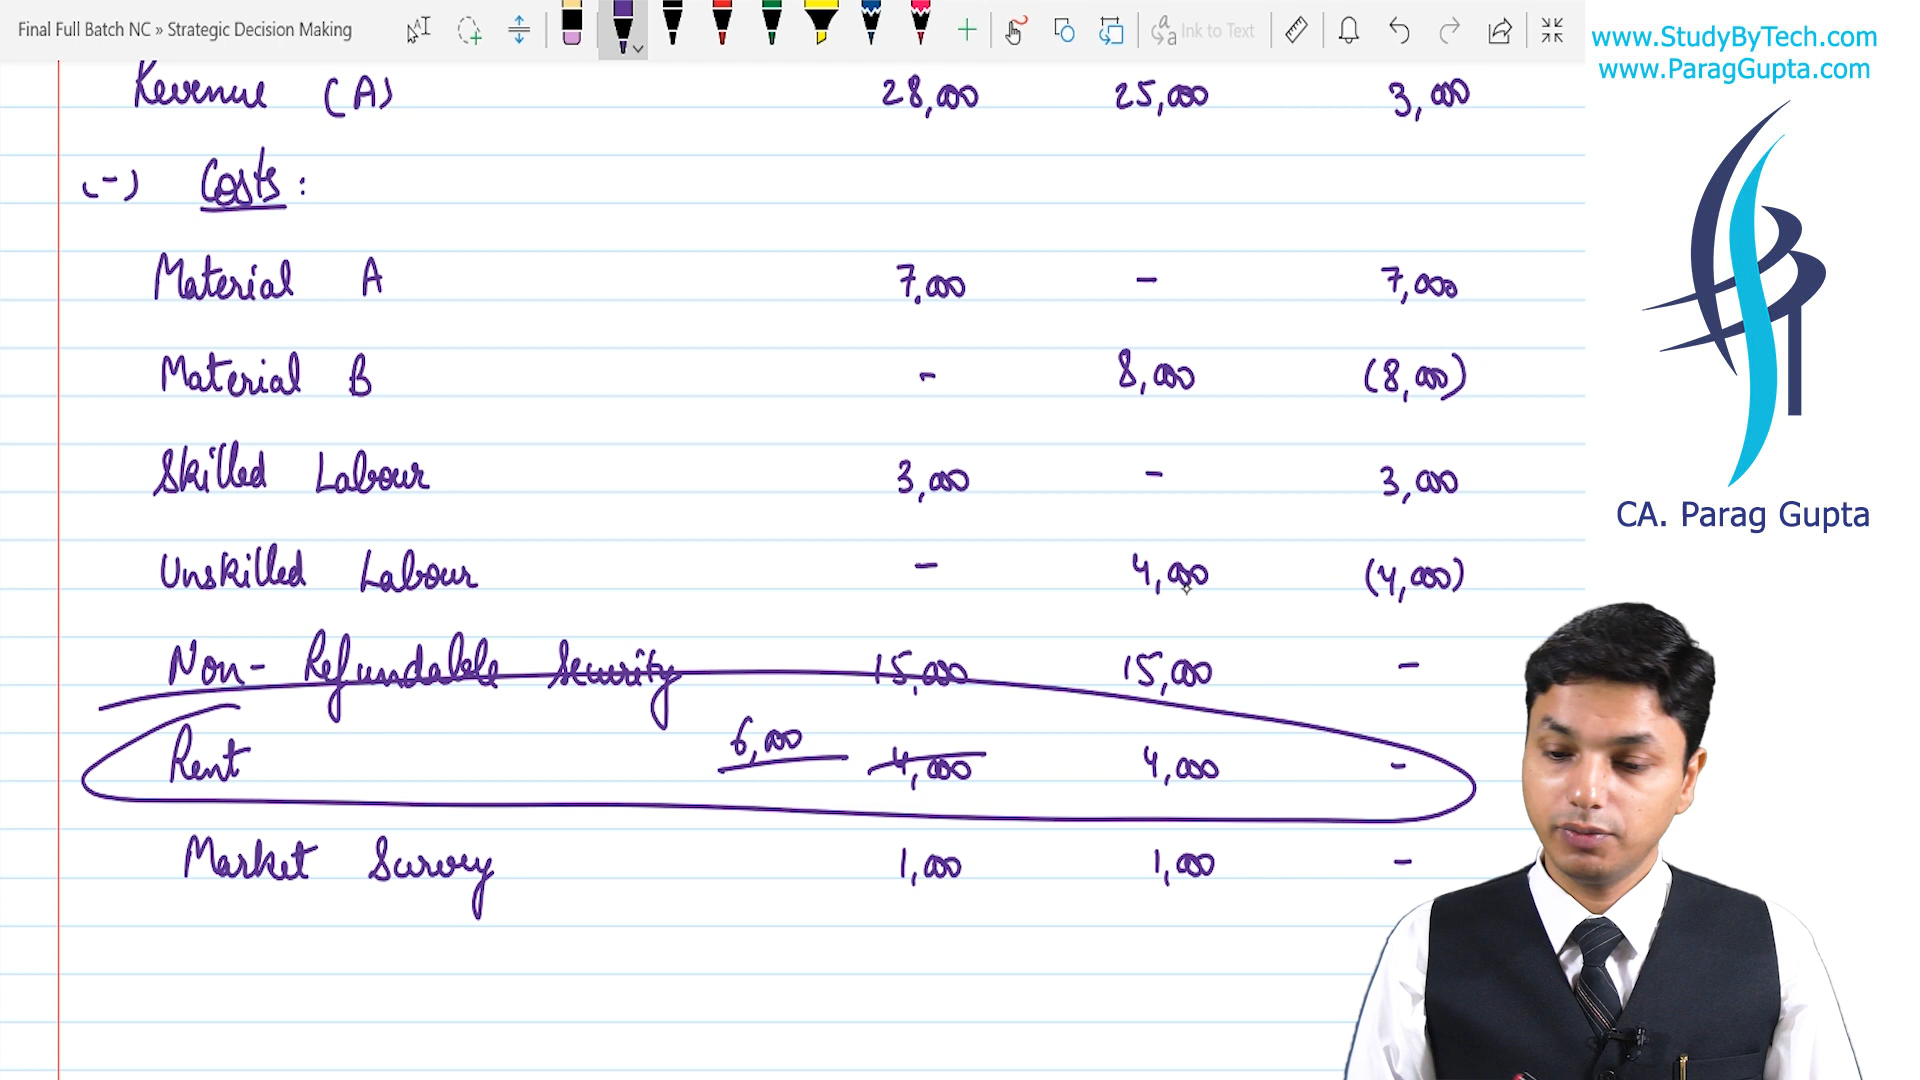 Final Full Batch NC » Strategic Decision Making
Ink to Text
www.StudyByTech.com
www.ParagGupta.com
Revenue (A) 28,000 25,000 3,000
(-) Costs:
Material A 7,000 - 7,000
Material B - 8,000 (8,000)
Skilled Labour 3,000 - 3,000
CA. Parag Gupta
Unskilled Labour - 4,000 (4,000)
Non-Refundable Security 15,000 15,000 -
Rent 6,000 4,000 4,000 -
Market Survey 1,000 1,000 -